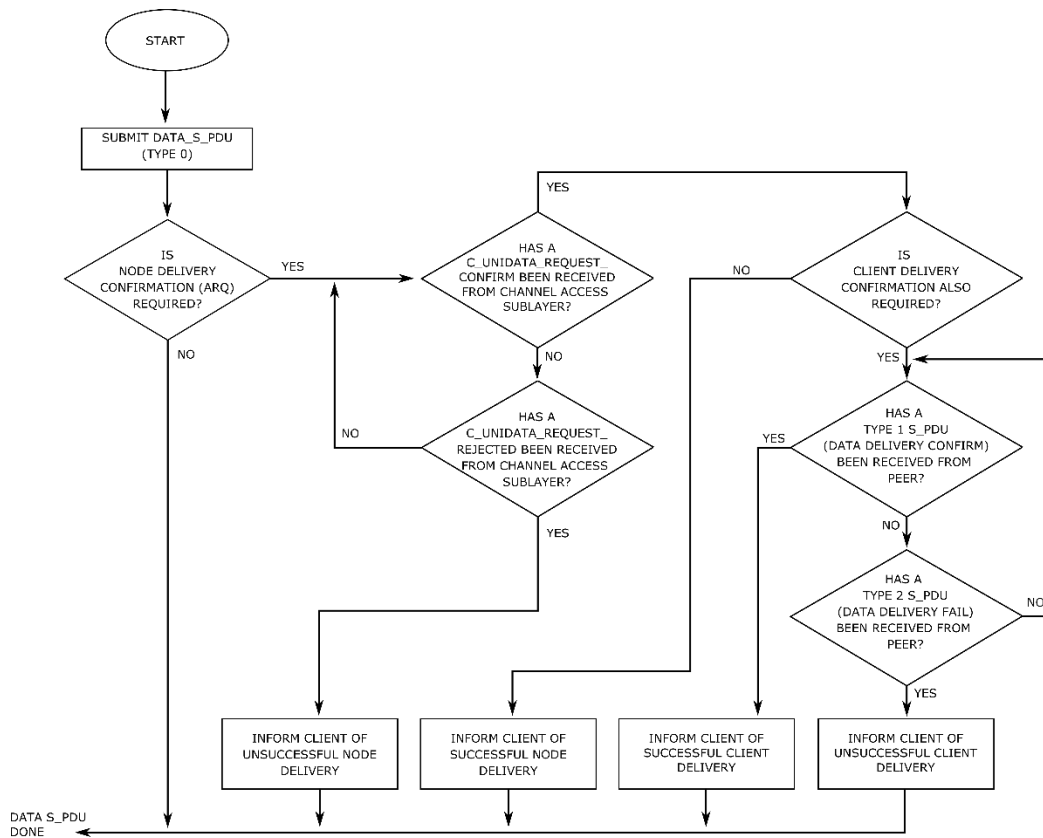 START
SUBMIT DATA_S_PDU
(TYPE 0)
IS
NODE DELIVERY
CONFIRMATION (ARQ)
REQUIRED?
YES
NO
HAS A
C_UNIDATA_REQUEST_
CONFIRM BEEN RECEIVED
FROM CHANNEL ACCESS
SUBLAYER?
YES
NO
HAS A
C_UNIDATA_REQUEST_
REJECTED BEEN RECEIVED
FROM CHANNEL ACCESS
SUBLAYER?
NO
YES
IS
CLIENT DELIVERY
CONFIRMATION ALSO
REQUIRED?
NO
YES
HAS A
TYPE 1 S_PDU
(DATA DELIVERY CONFIRM)
BEEN RECEIVED FROM
PEER?
YES
NO
HAS A
TYPE 2 S_PDU
(DATA DELIVERY FAIL)
BEEN RECEIVED FROM
PEER?
NO
YES
INFORM CLIENT OF
UNSUCCESSFUL NODE
DELIVERY
INFORM CLIENT OF
SUCCESSFUL NODE
DELIVERY
INFORM CLIENT OF
SUCCESSFUL CLIENT
DELIVERY
INFORM CLIENT OF
UNSUCCESSFUL CLIENT
DELIVERY
DATA S_PDU
DONE